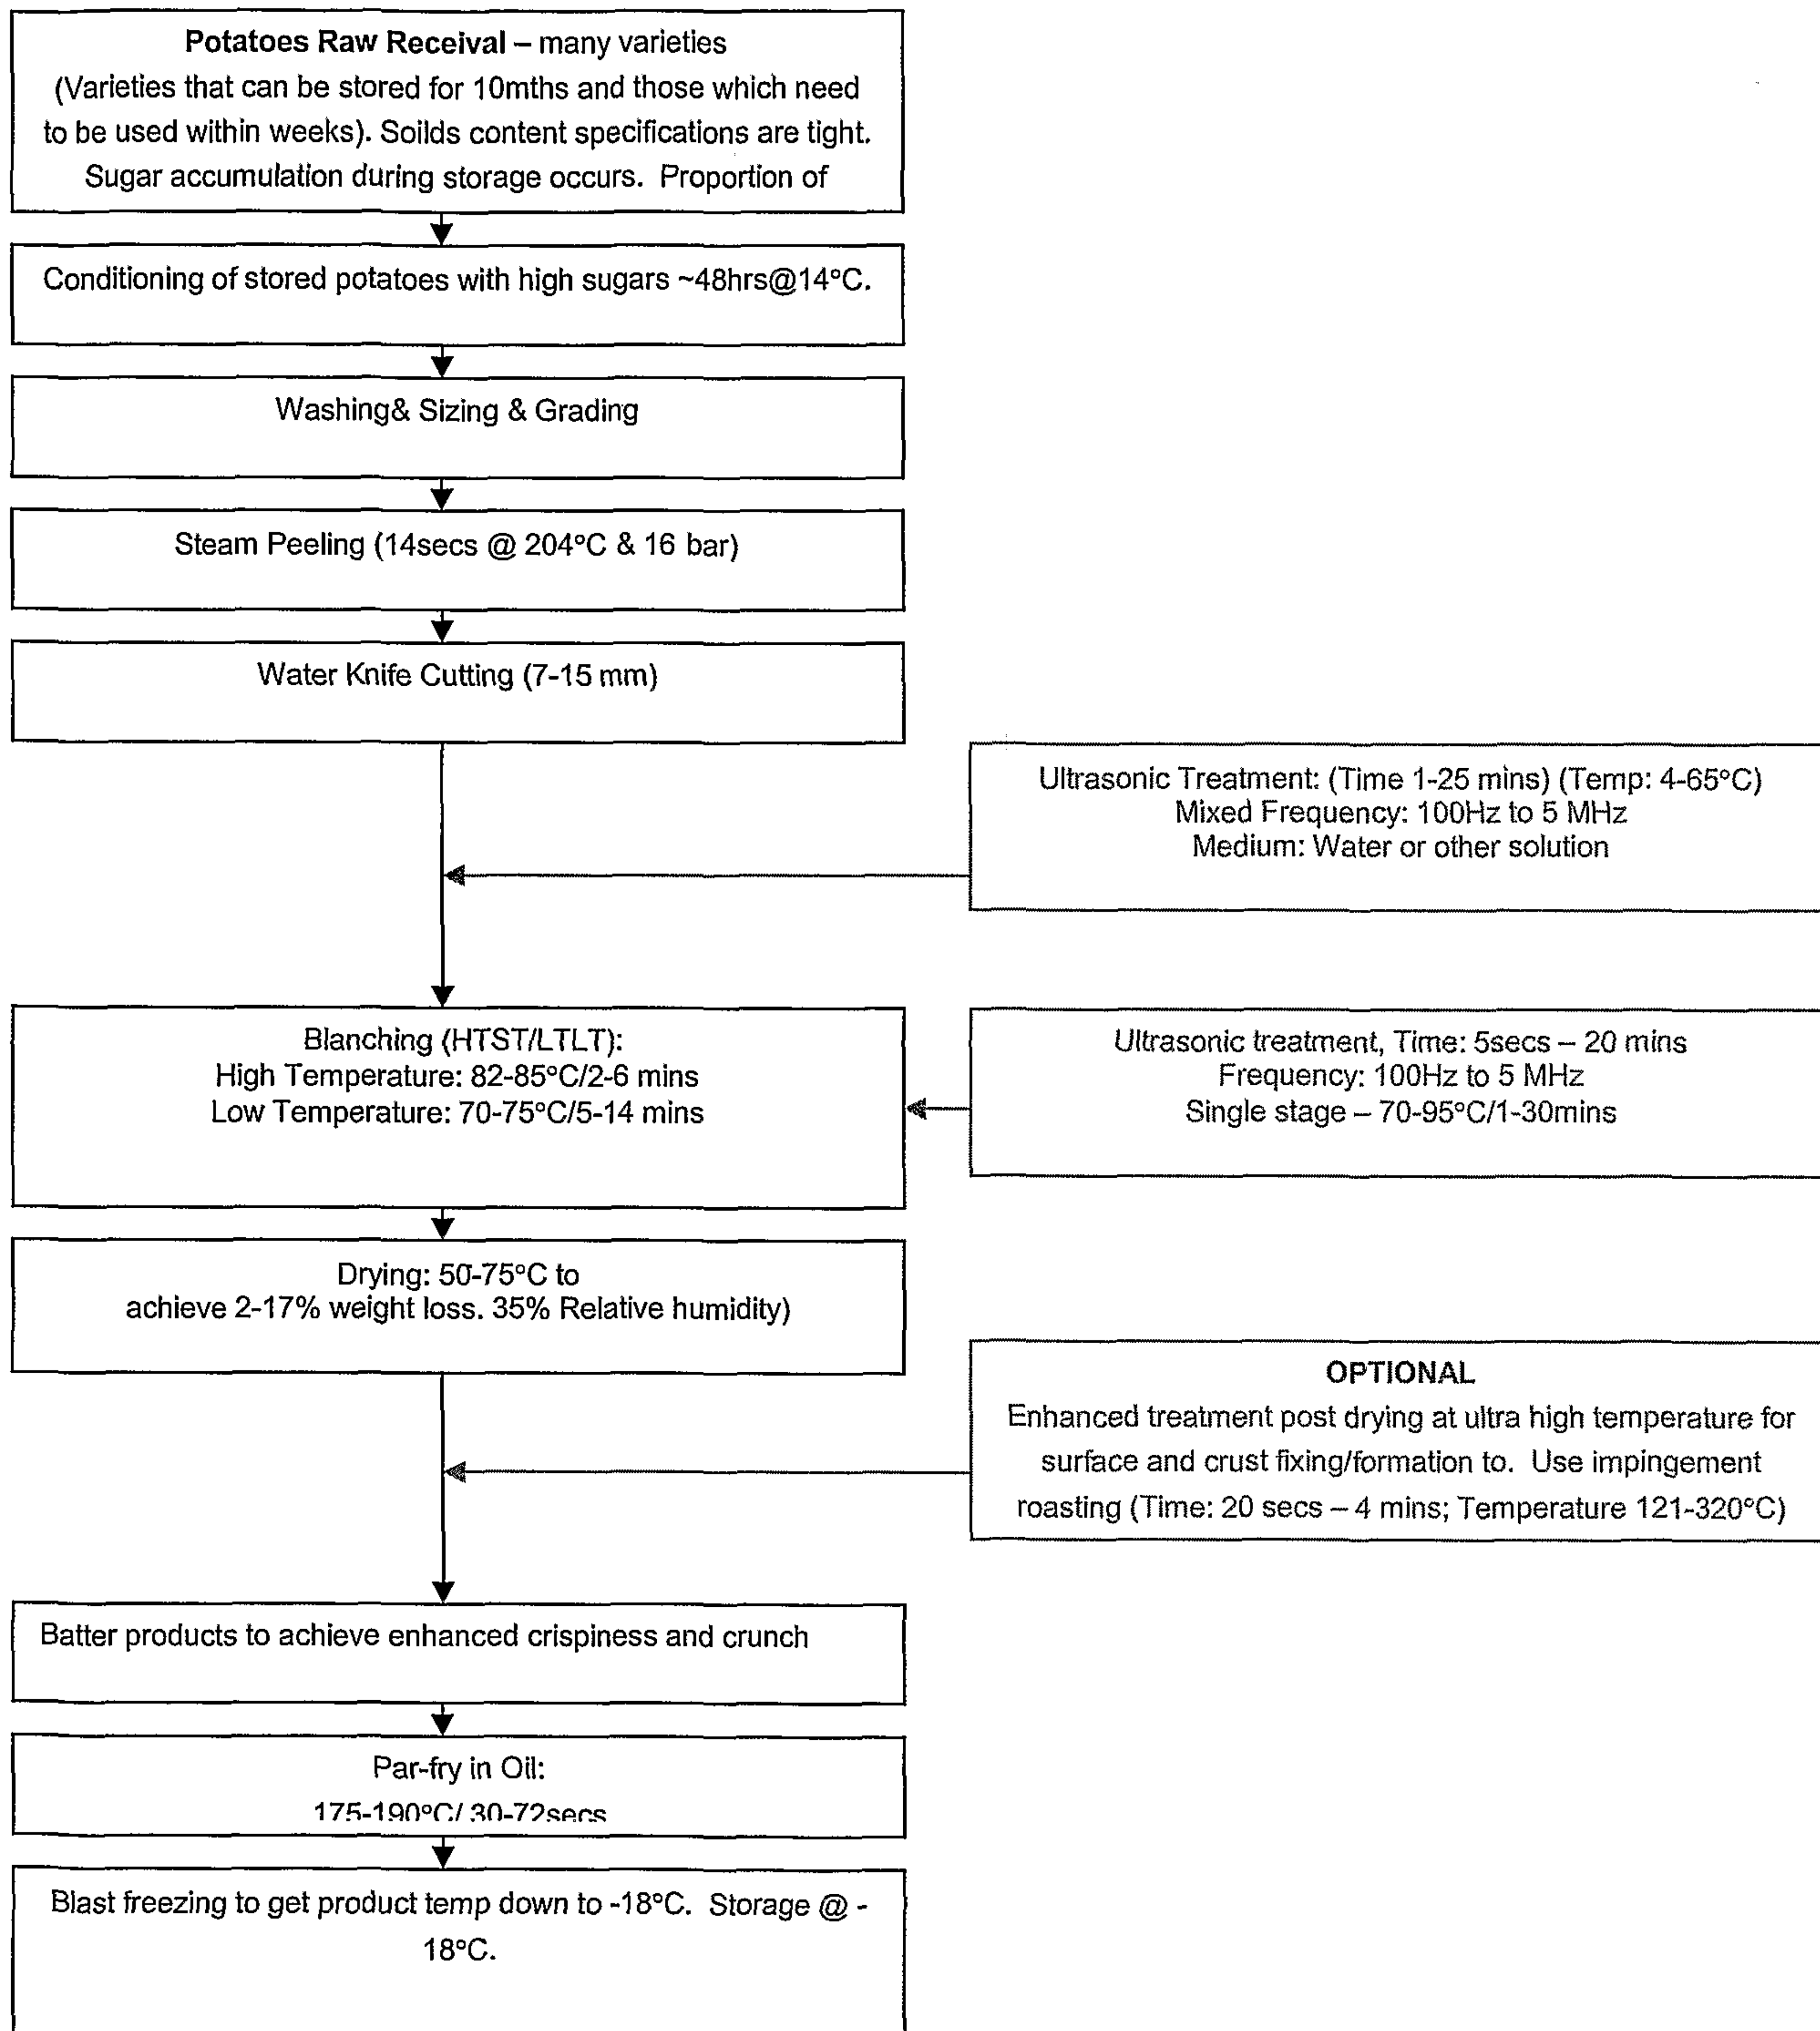 Potatoes Raw Receival – many varieties
(Varieties that can be stored for 10mths and those which need
to be used within weeks). Soilds content specifications are tight.
Sugar accumulation during storage occurs. Proportion of
Conditioning of stored potatoes with high sugars ~48hrs@14°C.
Washing& Sizing & Grading
Steam Peeling (14secs @ 204°C & 16 bar)
Water Knife Cutting (7-15 mm)
Ultrasonic Treatment: (Time 1-25 mins) (Temp: 4-65°C)
Mixed Frequency: 100Hz to 5 MHz
Medium: Water or other solution
Blanching (HTST/LTLT):
High Temperature: 82-85°C/2-6 mins
Low Temperature: 70-75°C/5-14 mins
Ultrasonic treatment, Time: 5secs – 20 mins
Frequency: 100Hz to 5 MHz
Single stage – 70-95°C/1-30mins
Drying: 50-75°C to
achieve 2-17% weight loss. 35% Relative humidity)
OPTIONAL
Enhanced treatment post drying at ultra high temperature for
surface and crust fixing/formation to. Use impingement
roasting (Time: 20 secs – 4 mins; Temperature 121-320°C)
Batter products to achieve enhanced crispiness and crunch
Par-fry in Oil:
175-190°C/ 30-72secs
Blast freezing to get product temp down to -18°C. Storage @ -
18°C.